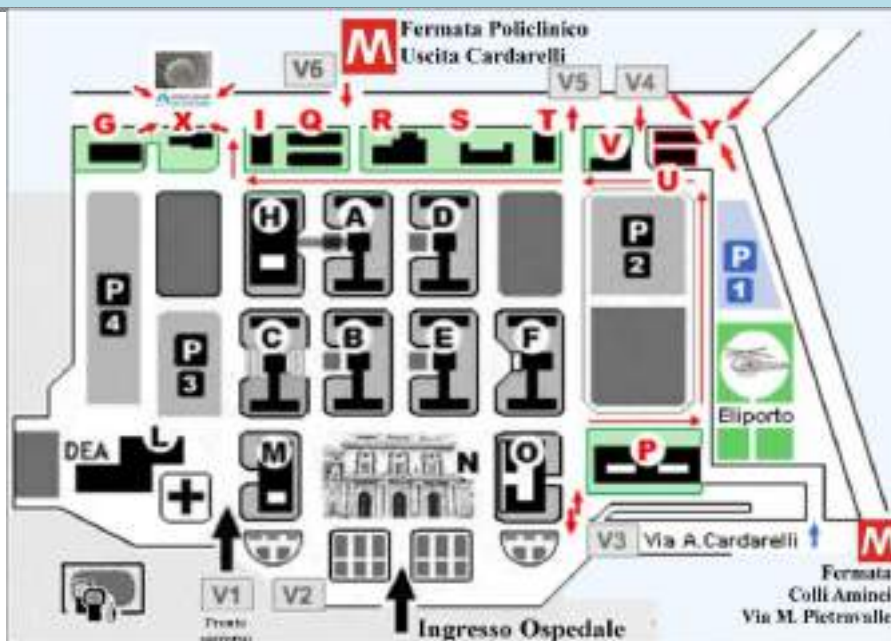 M Fermata Policlinico
Uscita Cardarelli
V6
V5 V4
G X I Q R S T V Y
U
H A D
P 2
P 1
P 4
C B E F
P 3
Eliporto
DEA L
M N O P
V3 Via A.Cardarelli
M
Fermata
Colli Aminei
Via M. Pietravalle
V1 V2
Pronto
Ingresso Ospedale